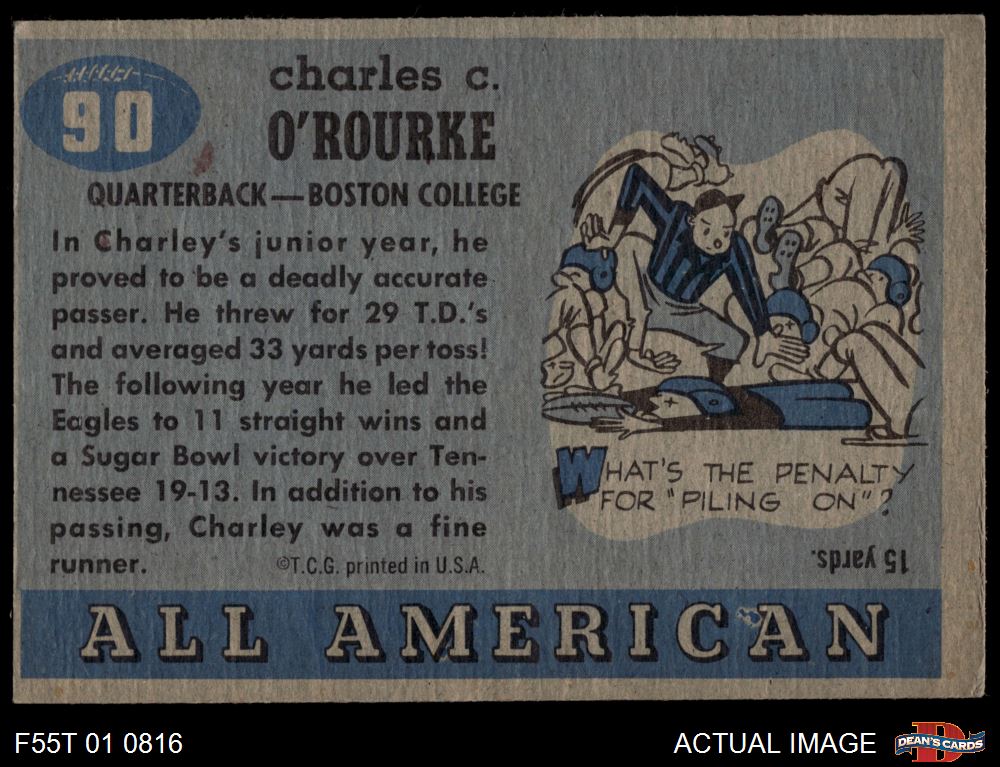 90
charles c.
O'ROURKE
QUARTERBACK—BOSTON COLLEGE
In Charley's junior year, he
proved to be a deadly accurate
passer. He threw for 29 T.D.'s
and averaged 33 yards per toss!
The following year he led the
Eagles to 11 straight wins and
a Sugar Bowl victory over Ten-
nessee 19-13. In addition to his
passing, Charley was a fine
runner.
©T.C.G. printed in U.S.A.
WHAT'S THE PENALTY
FOR "PILING ON"?
15 yards.
ALL AMERICAN
F55T 01 0816
ACTUAL IMAGE
DEAN'S CARDS